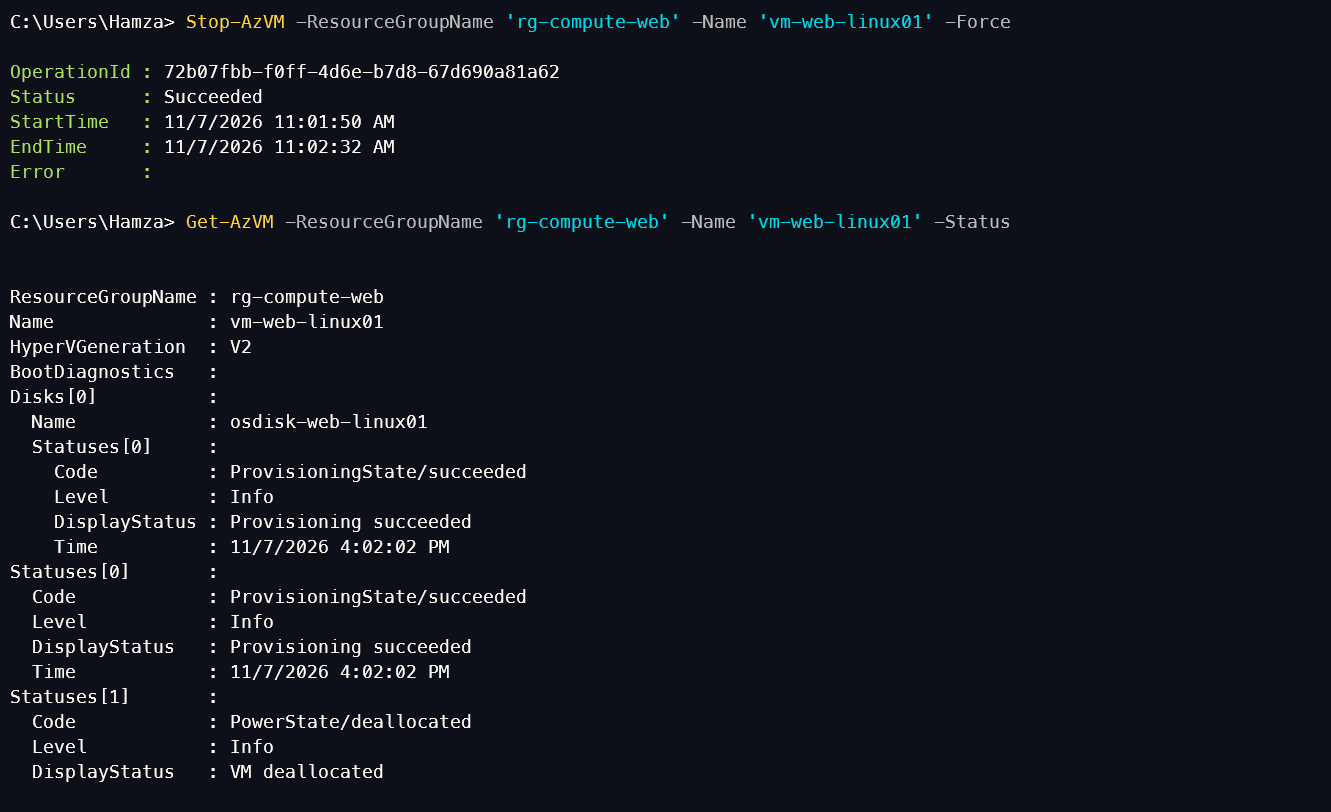 C:\Users\Hamza> Stop-AzVM -ResourceGroupName 'rg-compute-web' -Name 'vm-web-linux01' -Force
OperationId : 72b07fbb-f0ff-4d6e-b7d8-67d690a81a62
Status      : Succeeded
StartTime   : 11/7/2026 11:01:50 AM
EndTime     : 11/7/2026 11:02:32 AM
Error       :
C:\Users\Hamza> Get-AzVM -ResourceGroupName 'rg-compute-web' -Name 'vm-web-linux01' -Status
ResourceGroupName : rg-compute-web
Name              : vm-web-linux01
HyperVGeneration  : V2
BootDiagnostics   :
Disks[0]          :
  Name            : osdisk-web-linux01
  Statuses[0]     :
    Code          : ProvisioningState/succeeded
    Level         : Info
    DisplayStatus : Provisioning succeeded
    Time          : 11/7/2026 4:02:02 PM
Statuses[0]       :
  Code            : ProvisioningState/succeeded
  Level           : Info
  DisplayStatus   : Provisioning succeeded
  Time            : 11/7/2026 4:02:02 PM
Statuses[1]       :
  Code            : PowerState/deallocated
  Level           : Info
  DisplayStatus   : VM deallocated